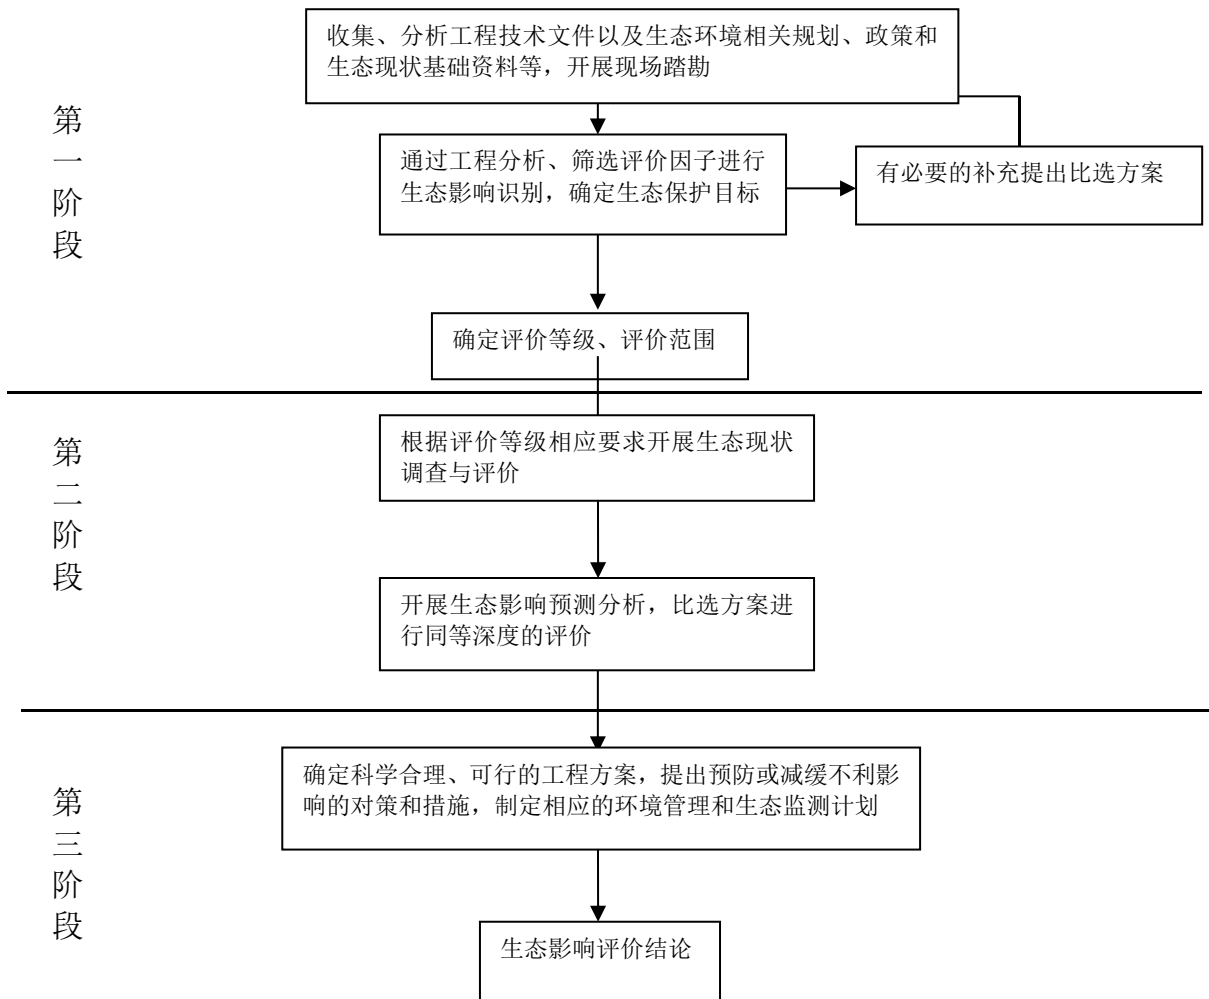 收集、分析工程技术文件以及生态环境相关规划、政策和
生态现状基础资料等，开展现场踏勘
第一阶段
通过工程分析、筛选评价因子进行
生态影响识别，确定生态保护目标
有必要的补充提出比选方案
确定评价等级、评价范围
第二阶段
根据评价等级相应要求开展生态现状
调查与评价
开展生态影响预测分析，比选方案进
行同等深度的评价
第三阶段
确定科学合理、可行的工程方案，提出预防或减缓不利影
响的对策和措施，制定相应的环境管理和生态监测计划
生态影响评价结论